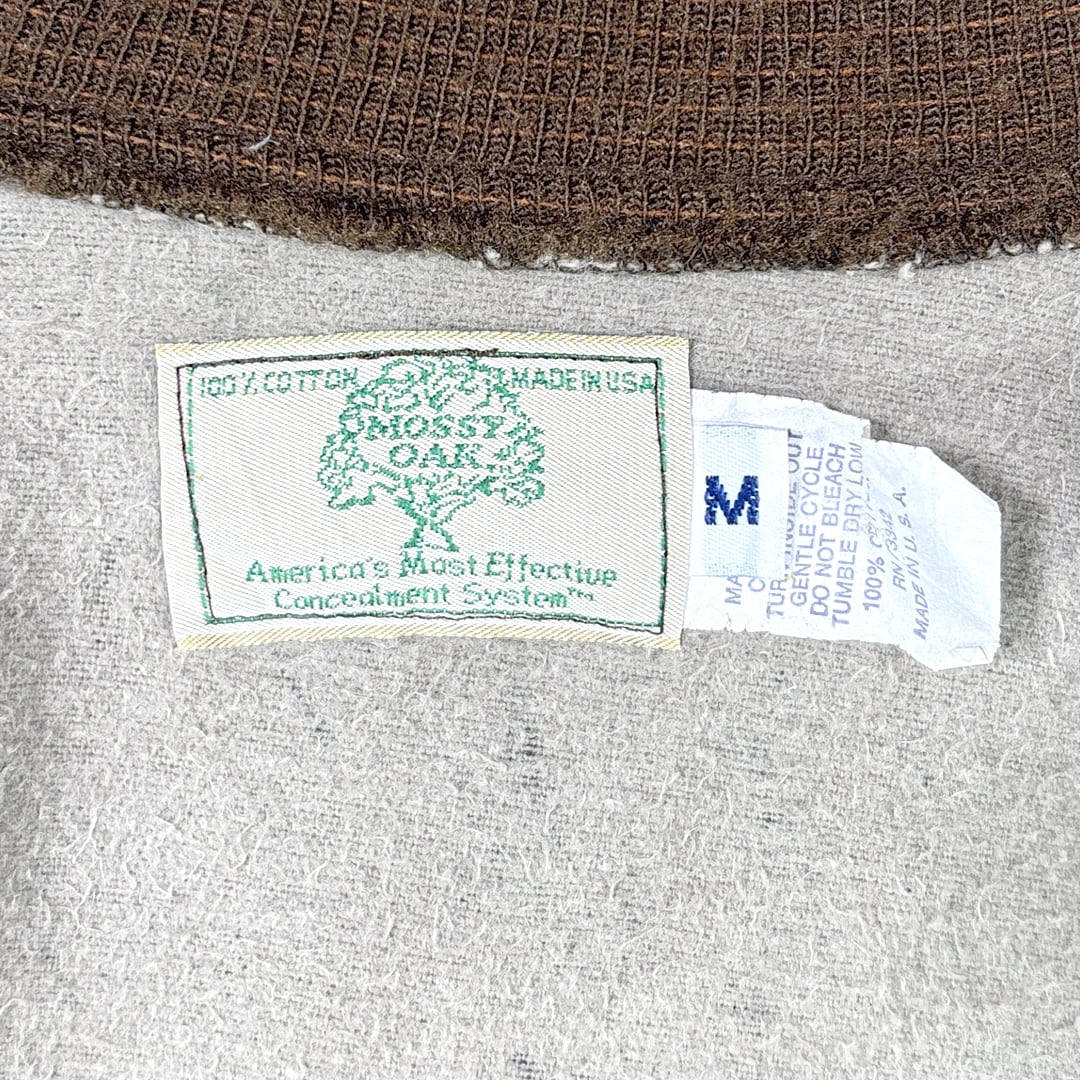 100% COTTON MADE IN USA
MOSSY
OAK
America's Most Effective
Concealment System™
M
GENTLE CYCLE
DO NOT BLEACH
TUMBLE DRY LOW
100%
MADE IN U.S.A.